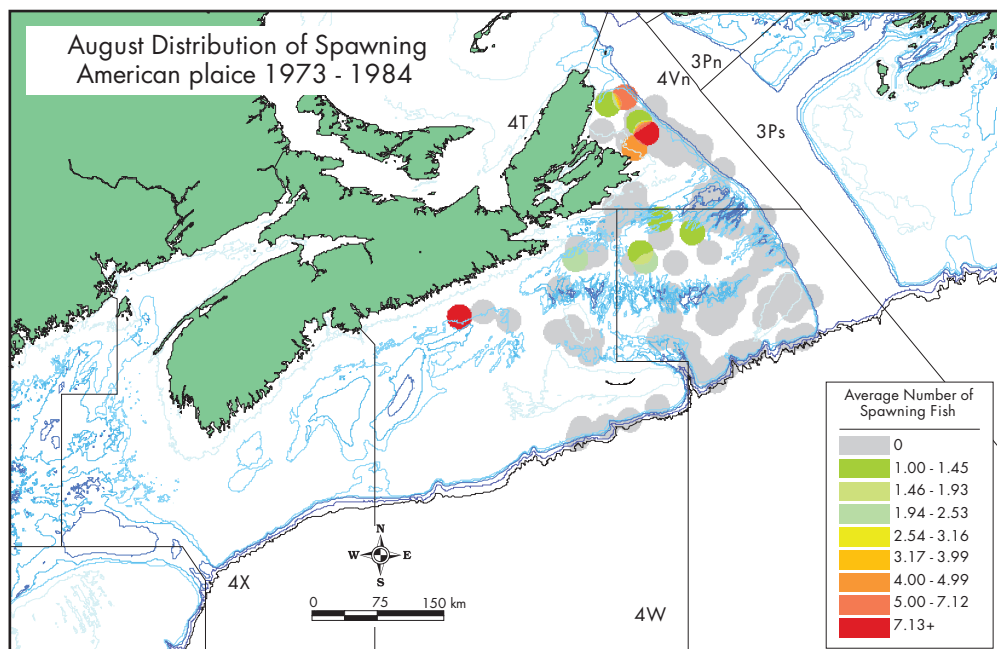 August Distribution of Spawning
American plaice 1973 - 1984
3Pn
4Vn
4T
3Ps
Average Number of
Spawning Fish
0
1.00 - 1.45
1.46 - 1.93
1.94 - 2.53
2.54 - 3.16
3.17 - 3.99
4.00 - 4.99
5.00 - 7.12
7.13+
N
W E
S
4X
0 75 150 km
4W